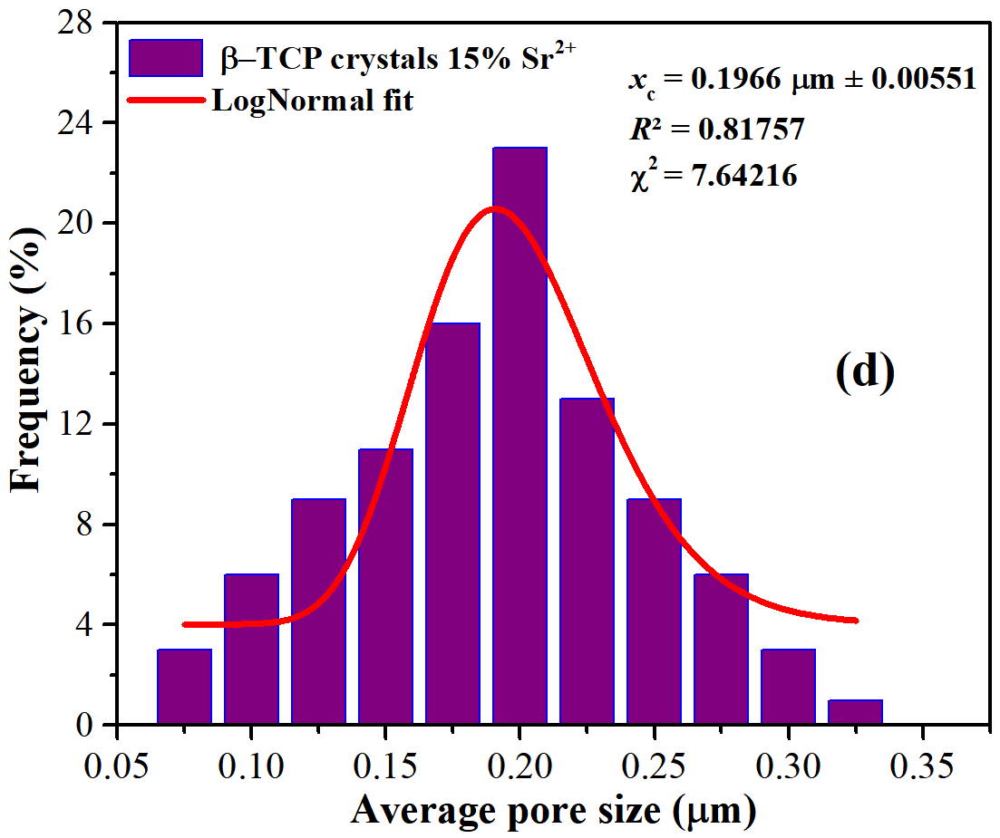 28
24
20
16
12
8
4
0
Frequency (%)
β–TCP crystals 15% Sr²⁺
LogNormal fit
x_c = 0.1966 μm ± 0.00551
R² = 0.81757
χ² = 7.64216
(d)
0.05 0.10 0.15 0.20 0.25 0.30 0.35
Average pore size (μm)